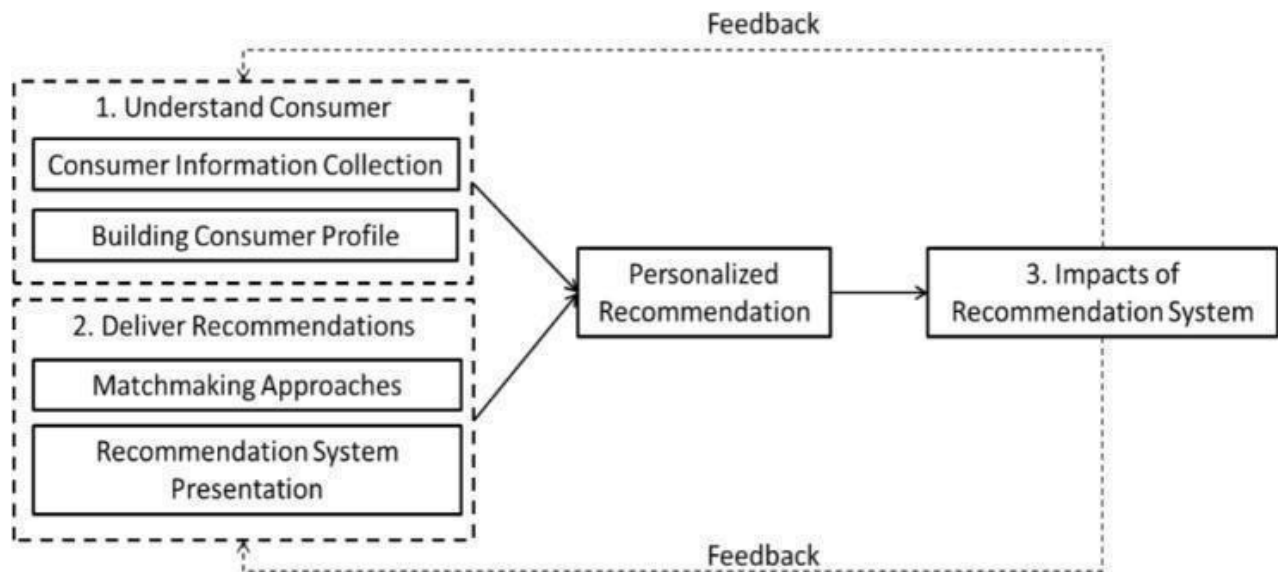 Feedback
1. Understand Consumer
Consumer Information Collection
Building Consumer Profile
2. Deliver Recommendations
Matchmaking Approaches
Recommendation System
Presentation
Personalized
Recommendation
3. Impacts of
Recommendation System
Feedback